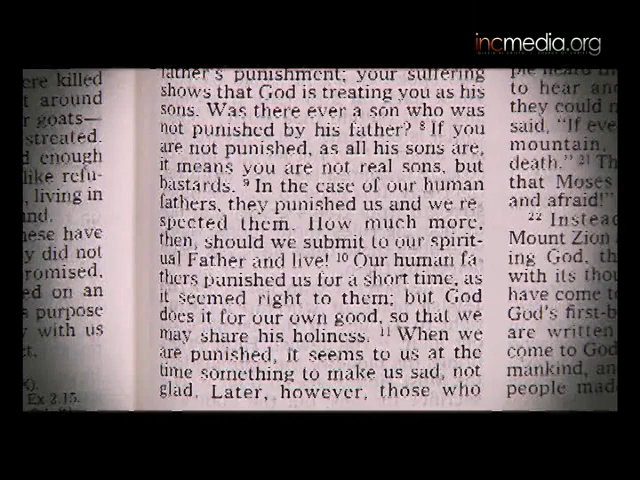 incmedia.org
ere killed
t around
r goats—
streated.
d enough
like refu-
, living in
nd.
ese have
y did not
romised,
ed on an
s purpose
y with us
ct.
Ex 2.15.
father's punishment; your suffering
shows that God is treating you as his
sons. Was there ever a son who was
not punished by his father? 8 If you
are not punished, as all his sons are,
it means you are not real sons, but
bastards. 9 In the case of our human
fathers, they punished us and we re-
spected them. How much more,
then, should we submit to our spirit-
ual Father and live! 10 Our human fa-
thers punished us for a short time, as
it seemed right to them; but God
does it for our own good, so that we
may share his holiness. 11 When we
are punished, it seems to us at the
time something to make us sad, not
glad. Later, however, those who
ple heard th
to hear an
they could n
said, "If eve
mountain,
death." 21 Th
that Moses
and afraid!"
22 Instead
Mount Zion a
ing God, th
with its thou
have come t
God's first-b
are written
come to God
mankind, an
people mad